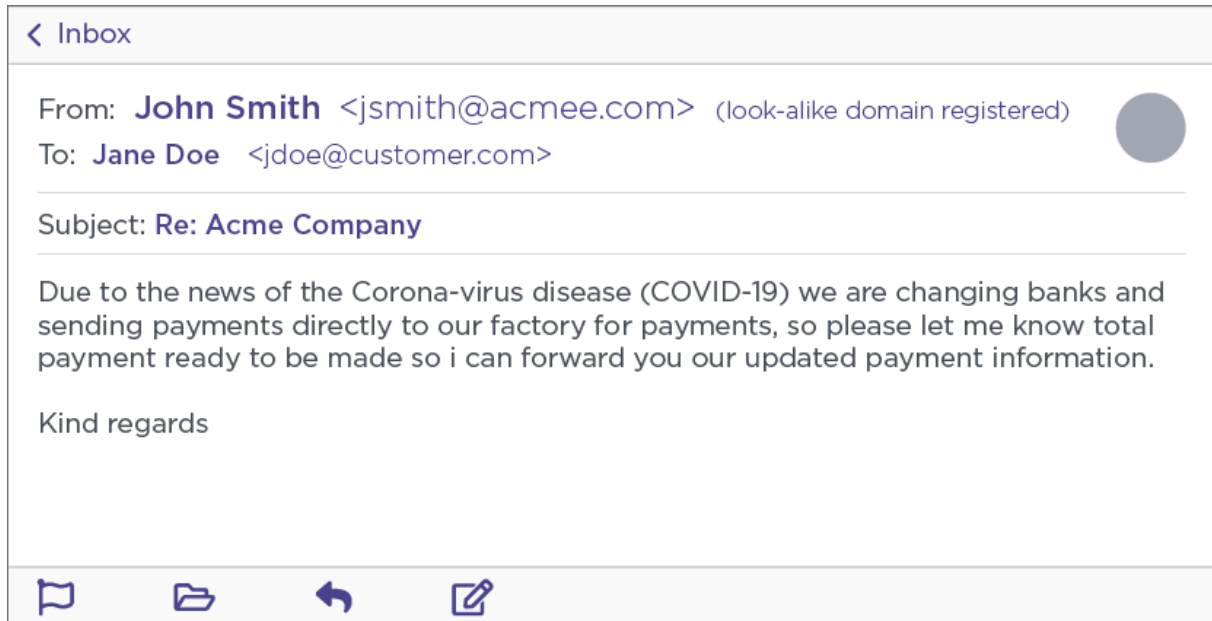 Inbox
From: John Smith <jsmith@acmee.com> (look-alike domain registered)
To: Jane Doe <jdoe@customer.com>
Subject: Re: Acme Company
Due to the news of the Corona-virus disease (COVID-19) we are changing banks and
sending payments directly to our factory for payments, so please let me know total
payment ready to be made so i can forward you our updated payment information.
Kind regards